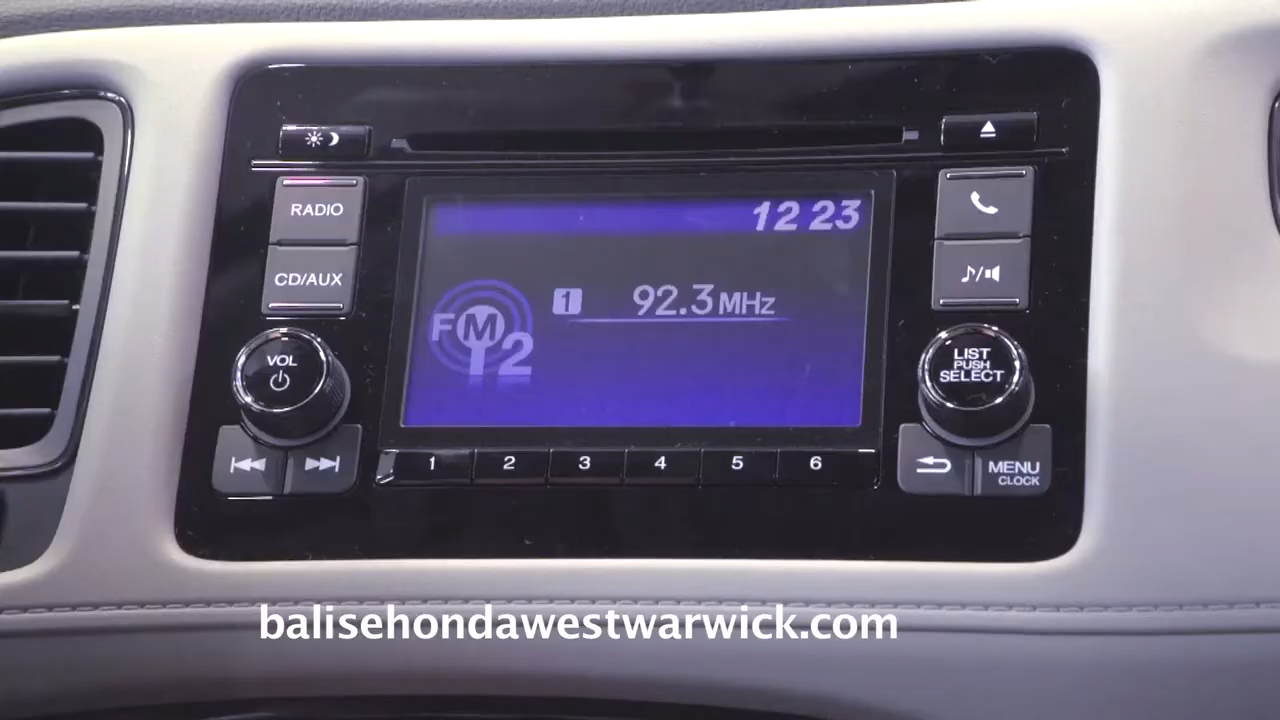 RADIO
CD/AUX
VOL
12 23
1 92.3 MHz
FM 2
LIST
PUSH
SELECT
1 2 3 4 5 6
MENU
CLOCK
balisehondawestwarwick.com